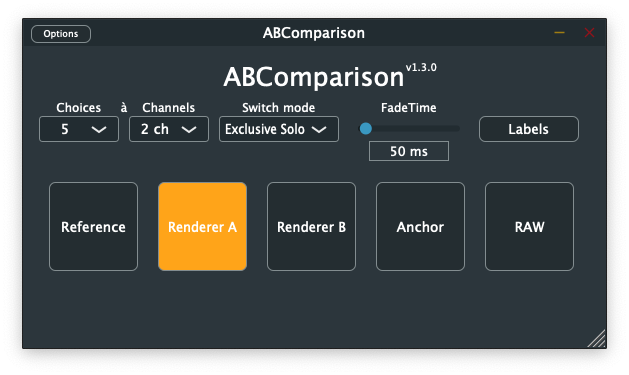 Options
ABComparison
ABComparison v1.3.0
Choices à Channels Switch mode FadeTime
5 2 ch Exclusive Solo Labels
50 ms
Reference Renderer A Renderer B Anchor RAW